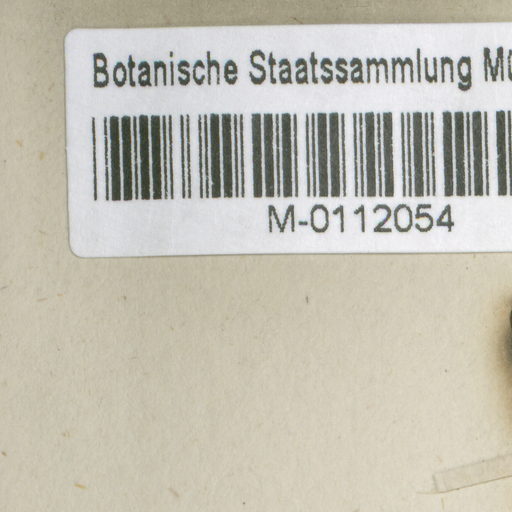 Botanische Staatssammlung
M-0112054